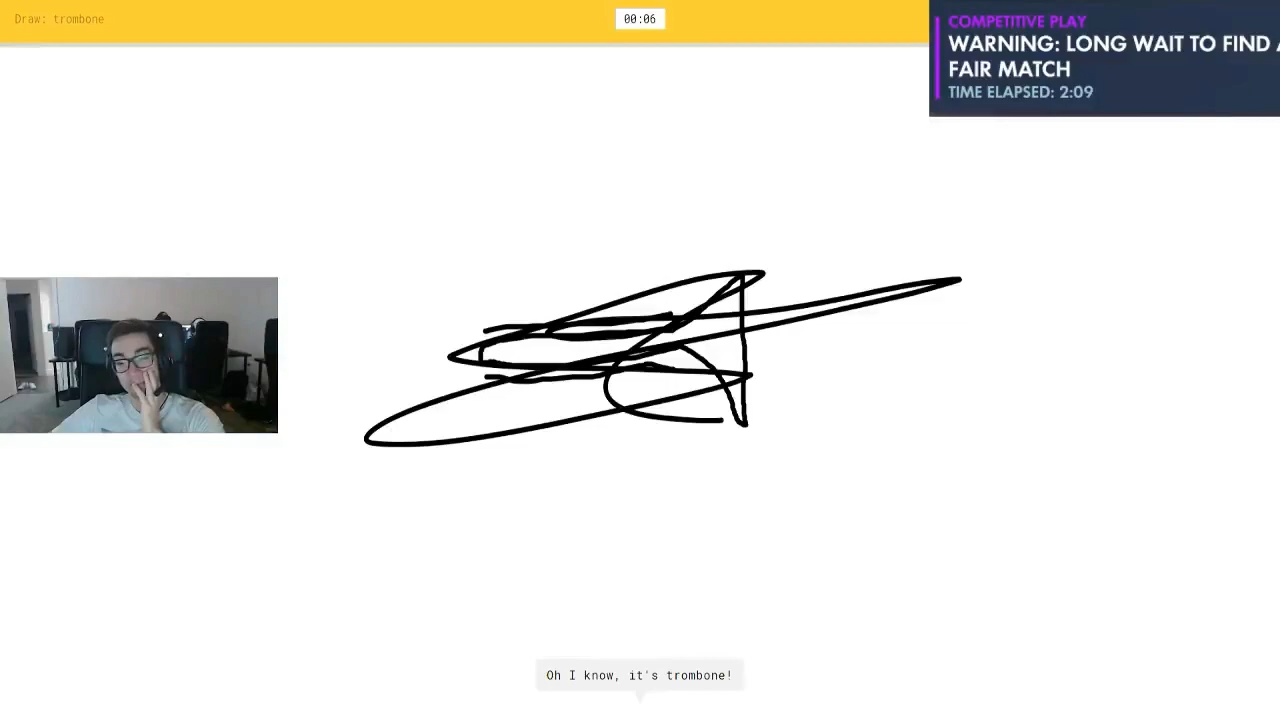 Draw: trombone
00:06
COMPETITIVE PLAY
WARNING: LONG WAIT TO FIND
FAIR MATCH
TIME ELAPSED: 2:09
Oh I know, it's trombone!